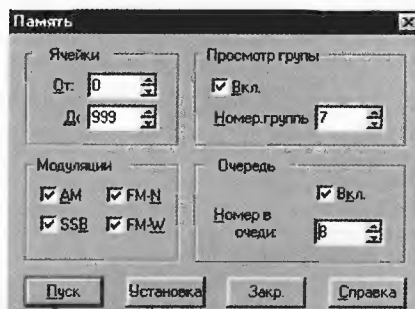 Память
Ячейки
От: 0
До 999
Просмотр групы
Вкл.
Номер.группь 7
Модуляции
AM FM-N
SSB FM-W
Очередь
Вкл.
Номер в
очеди: 8
Пуск Установка Закр. Справка